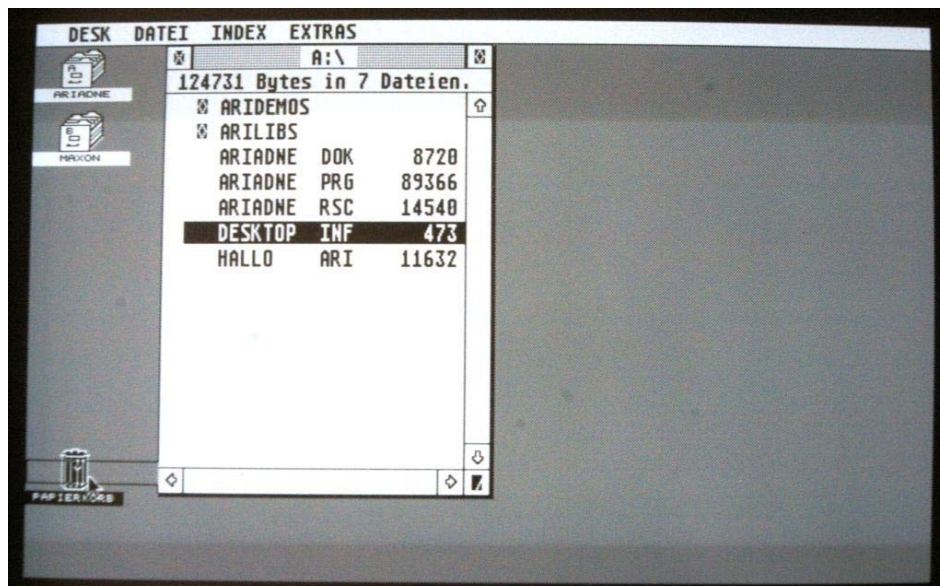 DESK DATEI INDEX EXTRAS
A:\
124731 Bytes in 7 Dateien.
ARIDEMOS
ARILIBS
ARIADNE DOK 8720
ARIADNE PRG 89366
ARIADNE RSC 14540
DESKTOP INF 473
HALLO ARI 11632
A
ARIADNE
B
MAXON
PAPIERKORB